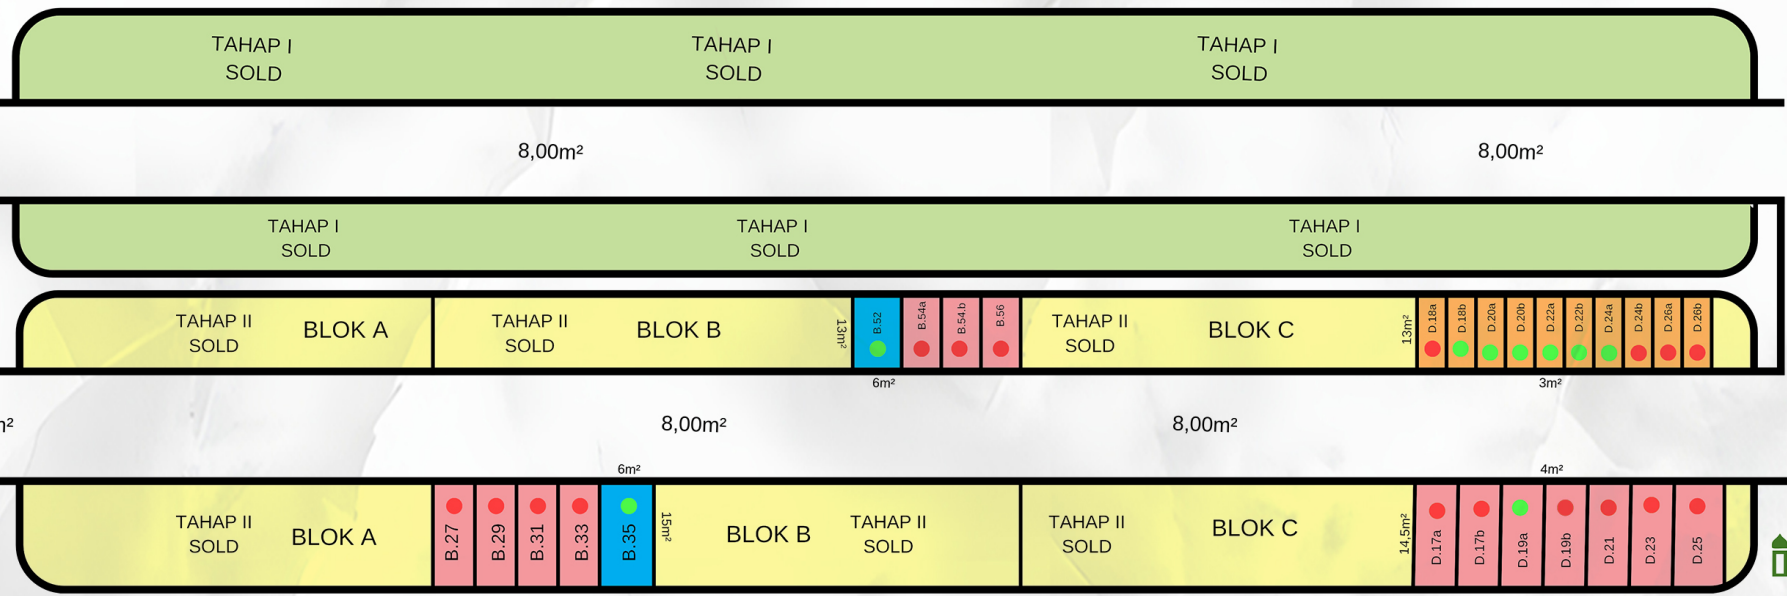 TAHAP I
SOLD
TAHAP I
SOLD
TAHAP I
SOLD
8,00m²
8,00m²
TAHAP I
SOLD
TAHAP I
SOLD
TAHAP I
SOLD
TAHAP II
SOLD
BLOK A
TAHAP II
SOLD
BLOK B
13m²
B.52
B.54a
B.54.b
B.56
TAHAP II
SOLD
BLOK C
13m²
D.18a
D.18b
D.20a
D.20b
D.22a
D.22b
D.24a
D.24b
D.26a
D.26b
6m²
3m²
m²
8,00m²
8,00m²
6m²
4m²
TAHAP II
SOLD
BLOK A
B.27
B.29
B.31
B.33
B.35
15m²
BLOK B
TAHAP II
SOLD
TAHAP II
SOLD
BLOK C
14,5m²
D.17a
D.17b
D.19a
D.19b
D.21
D.23
D.25